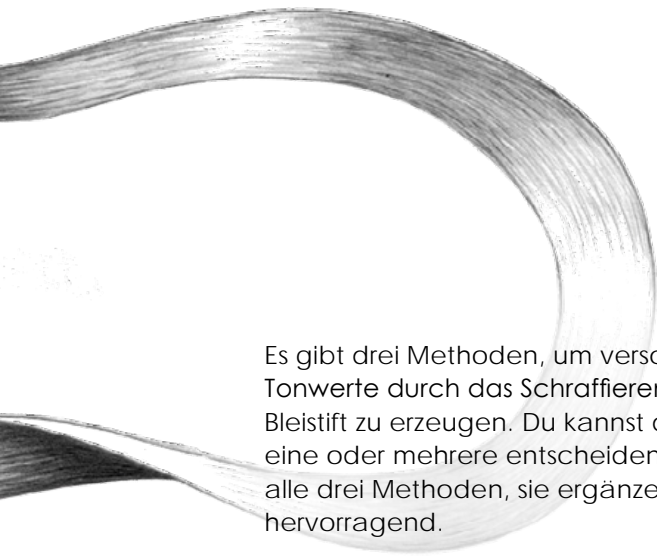 Es gibt drei Methoden, um
Tonwerte durch das Schraffieren
Bleistift zu erzeugen. Du kannst
eine oder mehrere
alle drei Methoden, sie
hervorragend.